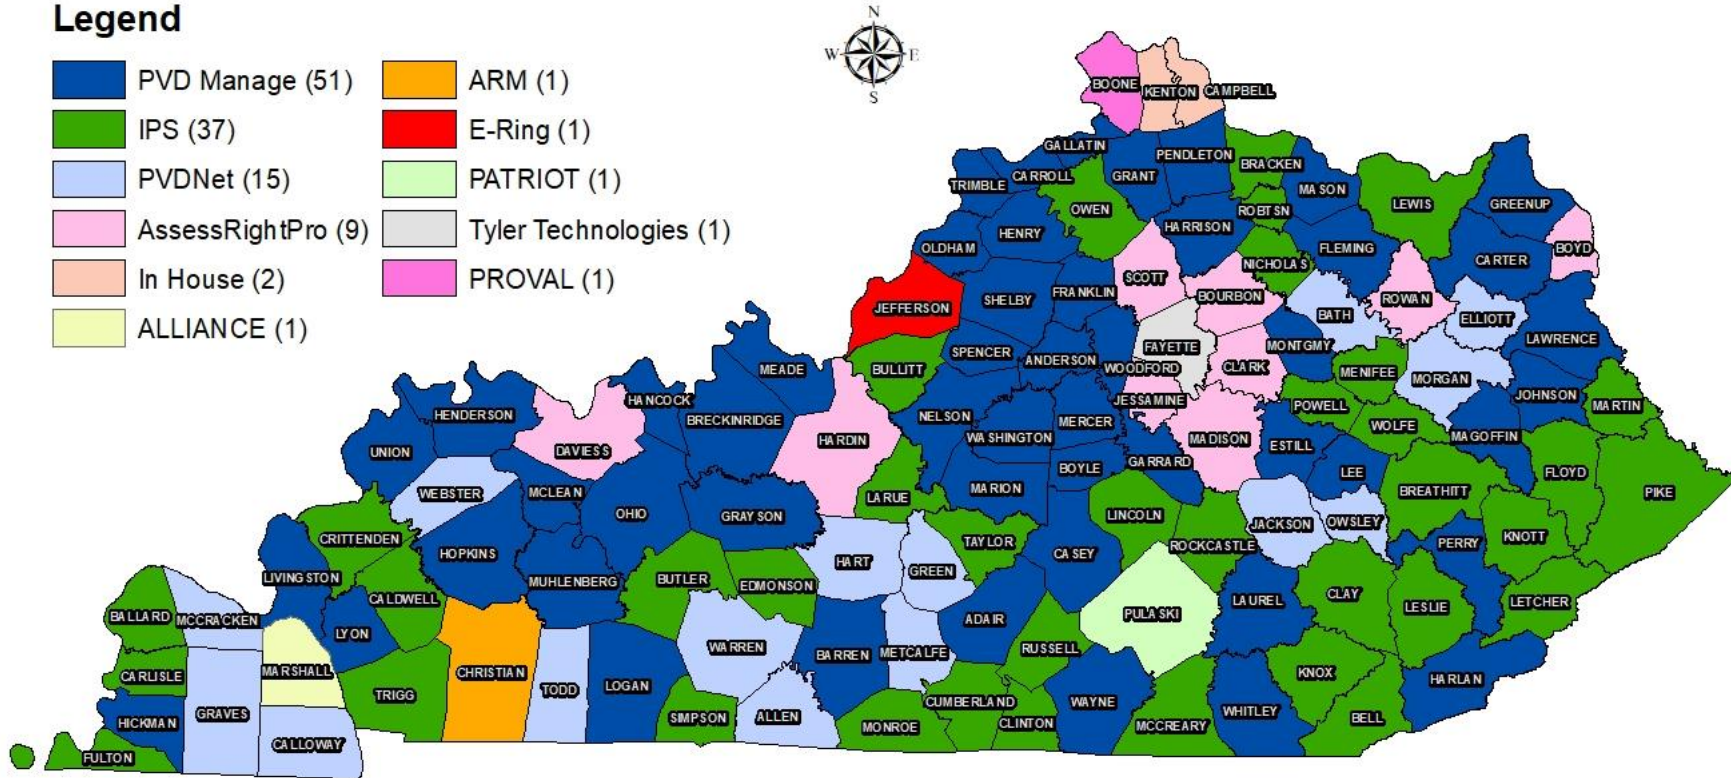 Legend
PVD Manage (51)
IPS (37)
PVDNet (15)
AssessRightPro (9)
In House (2)
ALLIANCE (1)
ARM (1)
E-Ring (1)
PATRIOT (1)
Tyler Technologies (1)
PROVAL (1)
N
W E
S
BOONE
KENTON
CAMPBELL
GALLATIN
PENDLETON
BRACKEN
CARROLL
GRANT
MASON
TRIMBLE
OWEN
ROBTSN
LEWIS
GREENUP
HENRY
HARRISON
OLDHAM
FLEMING
BOYD
NICHOLAS
CARTER
SCOTT
SHELBY
FRANKLIN
BOURBON
ROWAN
JEFFERSON
BATH
ELLIOTT
LAWRENCE
FAYETTE
MONTGMY
SPENCER
ANDERSON
WOODFORD
CLARK
BULLITT
MEADE
MENIFEE
MORGAN
JESSAMINE
JOHNSON
HANCOCK
POWELL
MARTIN
HENDERSON
BRECKINRIDGE
NELSON
MERCER
WOLFE
MAGOFFIN
WASHINGTON
HARDIN
MADISON
ESTILL
DAVIESS
UNION
GARRARD
LEE
BOYLE
FLOYD
WEBSTER
MCLEAN
MARION
BREATHITT
PIKE
LARUE
OHIO
GRAYSON
LINCOLN
JACKSON
OWSLEY
CRITTENDEN
TAYLOR
ROCKCASTLE
PERRY
KNOTT
HOPKINS
CASEY
HART
GREEN
LIVINGSTON
MUHLENBERG
BUTLER
EDMONSON
CALDWELL
CLAY
LAUREL
LESLIE
LETCHER
BALLARD
MCCRACKEN
LYON
ADAIR
PULASKI
WARREN
BARREN
METCALFE
RUSSELL
MARSHALL
CHRISTIAN
CARLISLE
KNOX
HARLAN
TRIGG
TODD
LOGAN
CUMBERLAND
WAYNE
GRAVES
HICKMAN
SIMPSON
ALLEN
MONROE
CLINTON
MCCREARY
WHITLEY
BELL
CALLOWAY
FULTON